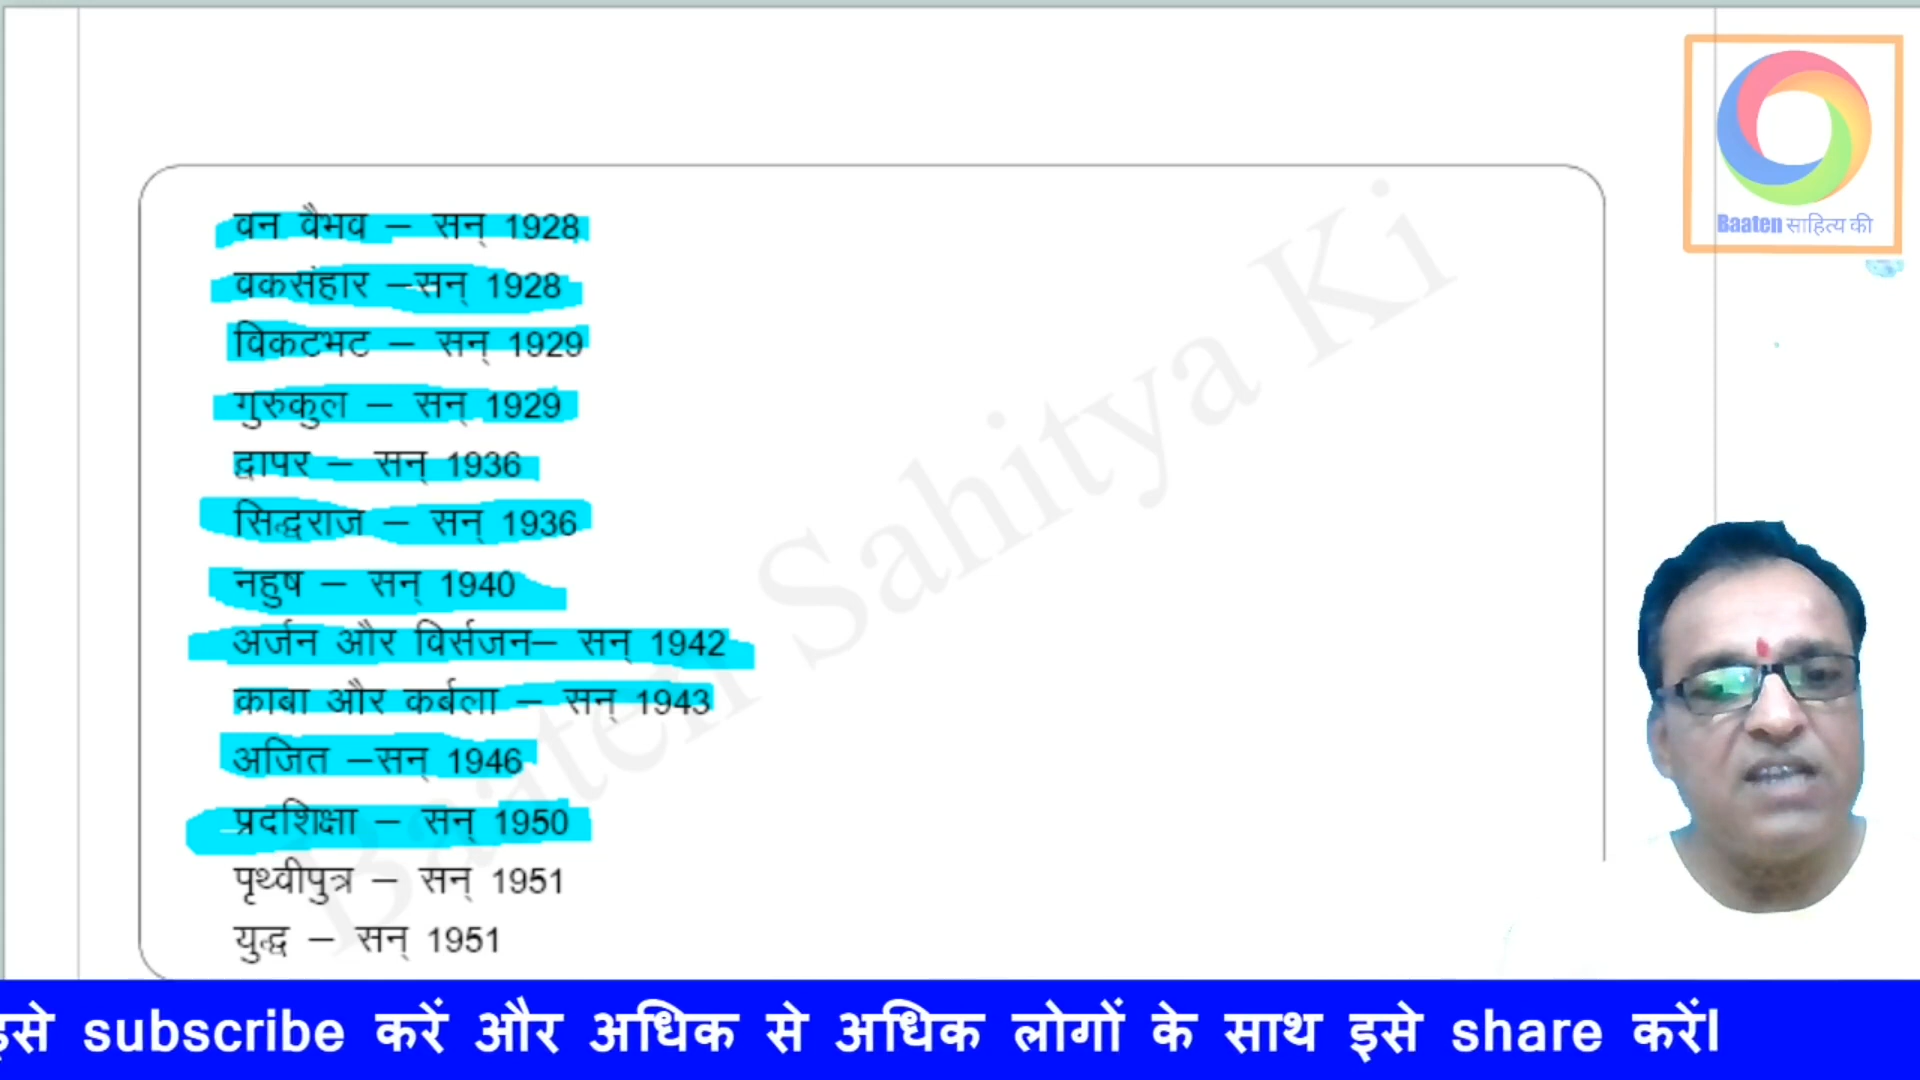 वन वैभव – सन् 1928
वकसंहार –सन् 1928
विकटभट – सन् 1929
गुरुकुल – सन् 1929
द्वापर – सन् 1936
सिद्धराज – सन् 1936
नहुष – सन् 1940
अर्जन और विर्सजन– सन् 1942
काबा और कर्बला – सन् 1943
अजित –सन् 1946
प्रदशिक्षा – सन् 1950
पृथ्वीपुत्र – सन् 1951
युद्ध – सन् 1951
Baaten Sahitya Ki
Baaten साहित्य की
इसे subscribe करें और अधिक से अधिक लोगों के साथ इसे share करें।